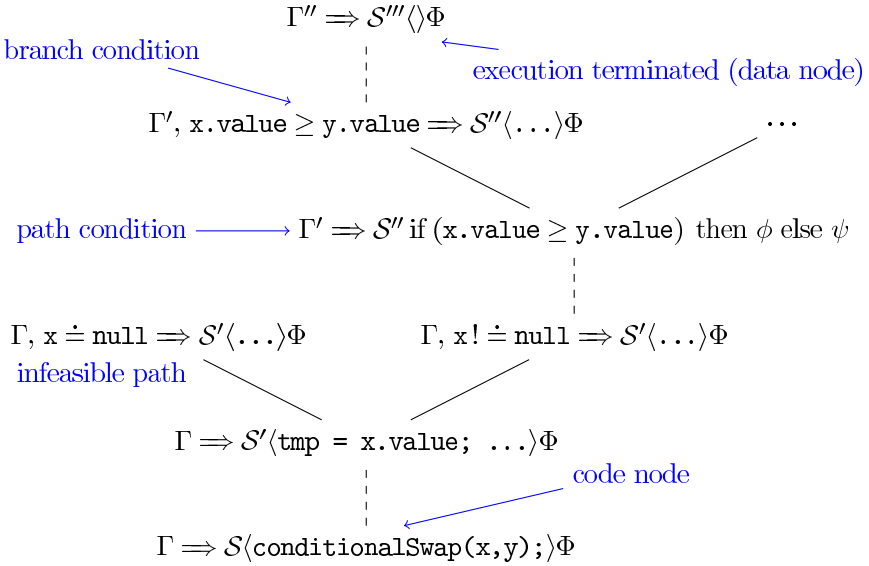 Γ′′ ⟹ 𝒮′′′⟨⟩Φ
branch condition
execution terminated (data node)
Γ′, x.value ≥ y.value ⟹ 𝒮′′⟨...⟩Φ
...
path condition
Γ′ ⟹ 𝒮′′ if (x.value ≥ y.value) then ϕ else ψ
Γ, x ≐ null ⟹ 𝒮′⟨...⟩Φ
Γ, x! ≐ null ⟹ 𝒮′⟨...⟩Φ
infeasible path
Γ ⟹ 𝒮′⟨tmp = x.value; ...⟩Φ
code node
Γ ⟹ 𝒮⟨conditionalSwap(x,y);⟩Φ